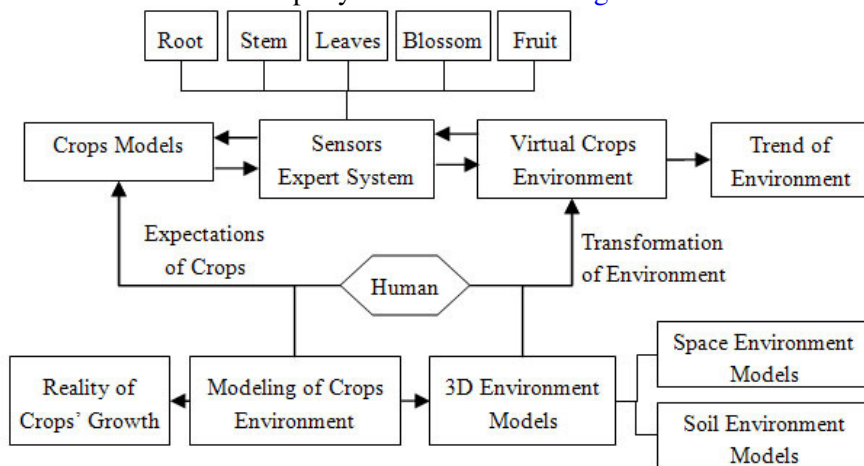 Root
Stem
Leaves
Blossom
Fruit
Crops Models
Sensors
Expert System
Virtual Crops
Environment
Trend of
Environment
Expectations
of Crops
Human
Transformation
of Environment
Reality of
Crops' Growth
Modeling of Crops
Environment
3D Environment
Models
Space Environment
Models
Soil Environment
Models